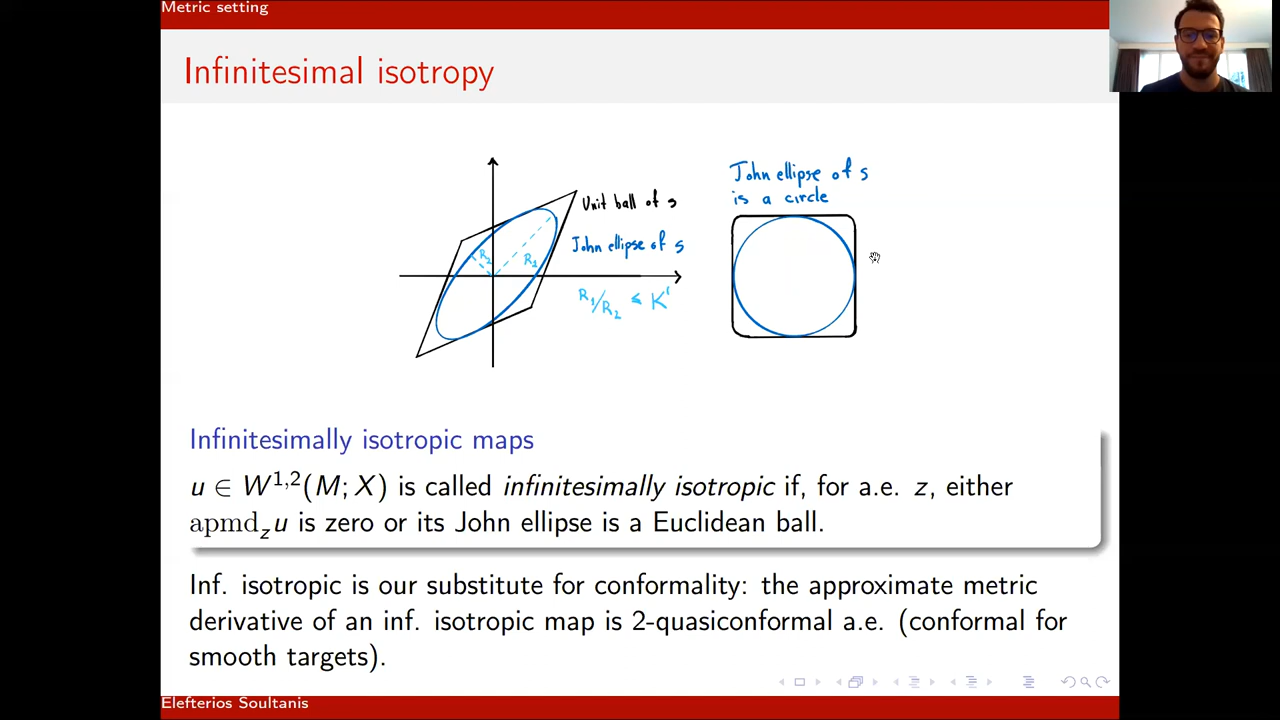 Metric setting
Infinitesimal isotropy
Unit ball of s
John ellipse of s
R₂
R₁
R₁/R₂ ≤ K'
John ellipse of s
is a circle
Infinitesimally isotropic maps
u ∈ W^{1,2}(M; X) is called infinitesimally isotropic if, for a.e. z, either
apmd_z u is zero or its John ellipse is a Euclidean ball.
Inf. isotropic is our substitute for conformality: the approximate metric
derivative of an inf. isotropic map is 2-quasiconformal a.e. (conformal for
smooth targets).
Elefterios Soultanis